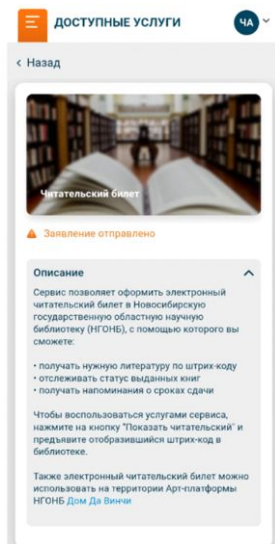 ДОСТУПНЫЕ УСЛУГИ
ЧА
Назад
Читательский билет
Заявление отправлено
Описание
Сервис позволяет оформить электронный
читательский билет в Новосибирскую
государственную областную научную
библиотеку (НГОНБ), с помощью которого вы
сможете:
• получать нужную литературу по штрих-коду
• отслеживать статус выданных книг
• получать напоминания о сроках сдачи
Чтобы воспользоваться услугами сервиса,
нажмите на кнопку "Показать читательский" и
предъявите отобразившийся штрих-код в
библиотеке.
Также электронный читательский билет можно
использовать на территории Арт-платформы
НГОНБ Дом Да Винчи